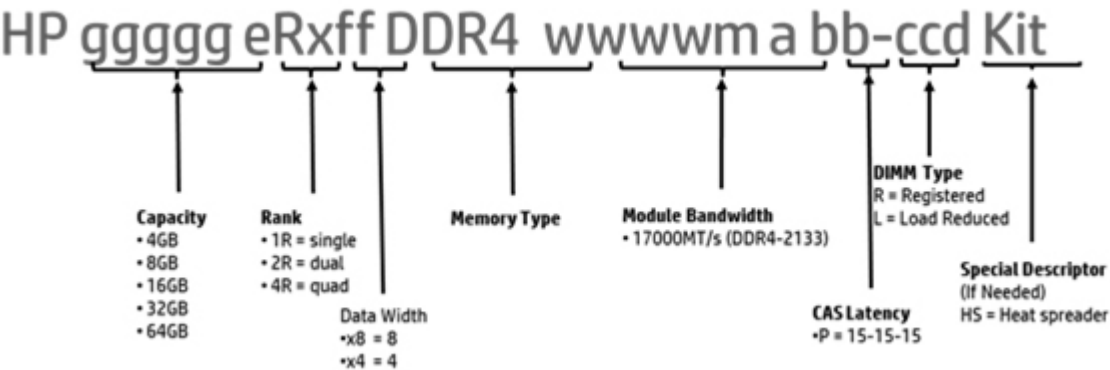 HP ggggg eRxff DDR4 wwwwm a bb-ccd Kit
Capacity
• 4GB
• 8GB
• 16GB
• 32GB
• 64GB
Rank
• 1R = single
• 2R = dual
• 4R = quad
Data Width
•x8 = 8
•x4 = 4
Memory Type
Module Bandwidth
• 17000MT/s (DDR4-2133)
CAS Latency
•P = 15-15-15
DIMM Type
R = Registered
L = Load Reduced
Special Descriptor
(If Needed)
HS = Heat spreader